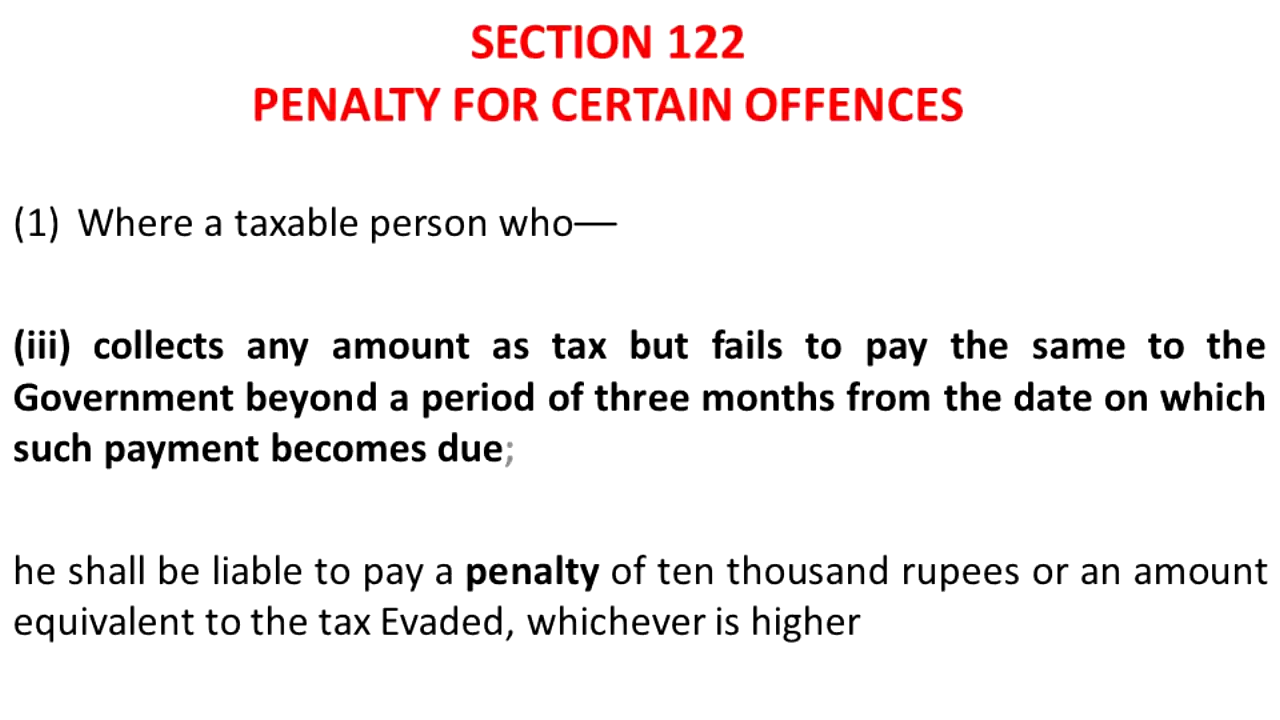 SECTION 122
PENALTY FOR CERTAIN OFFENCES
(1) Where a taxable person who—
(iii) collects any amount as tax but fails to pay the same to the
Government beyond a period of three months from the date on which
such payment becomes due;
he shall be liable to pay a penalty of ten thousand rupees or an amount
equivalent to the tax Evaded, whichever is higher